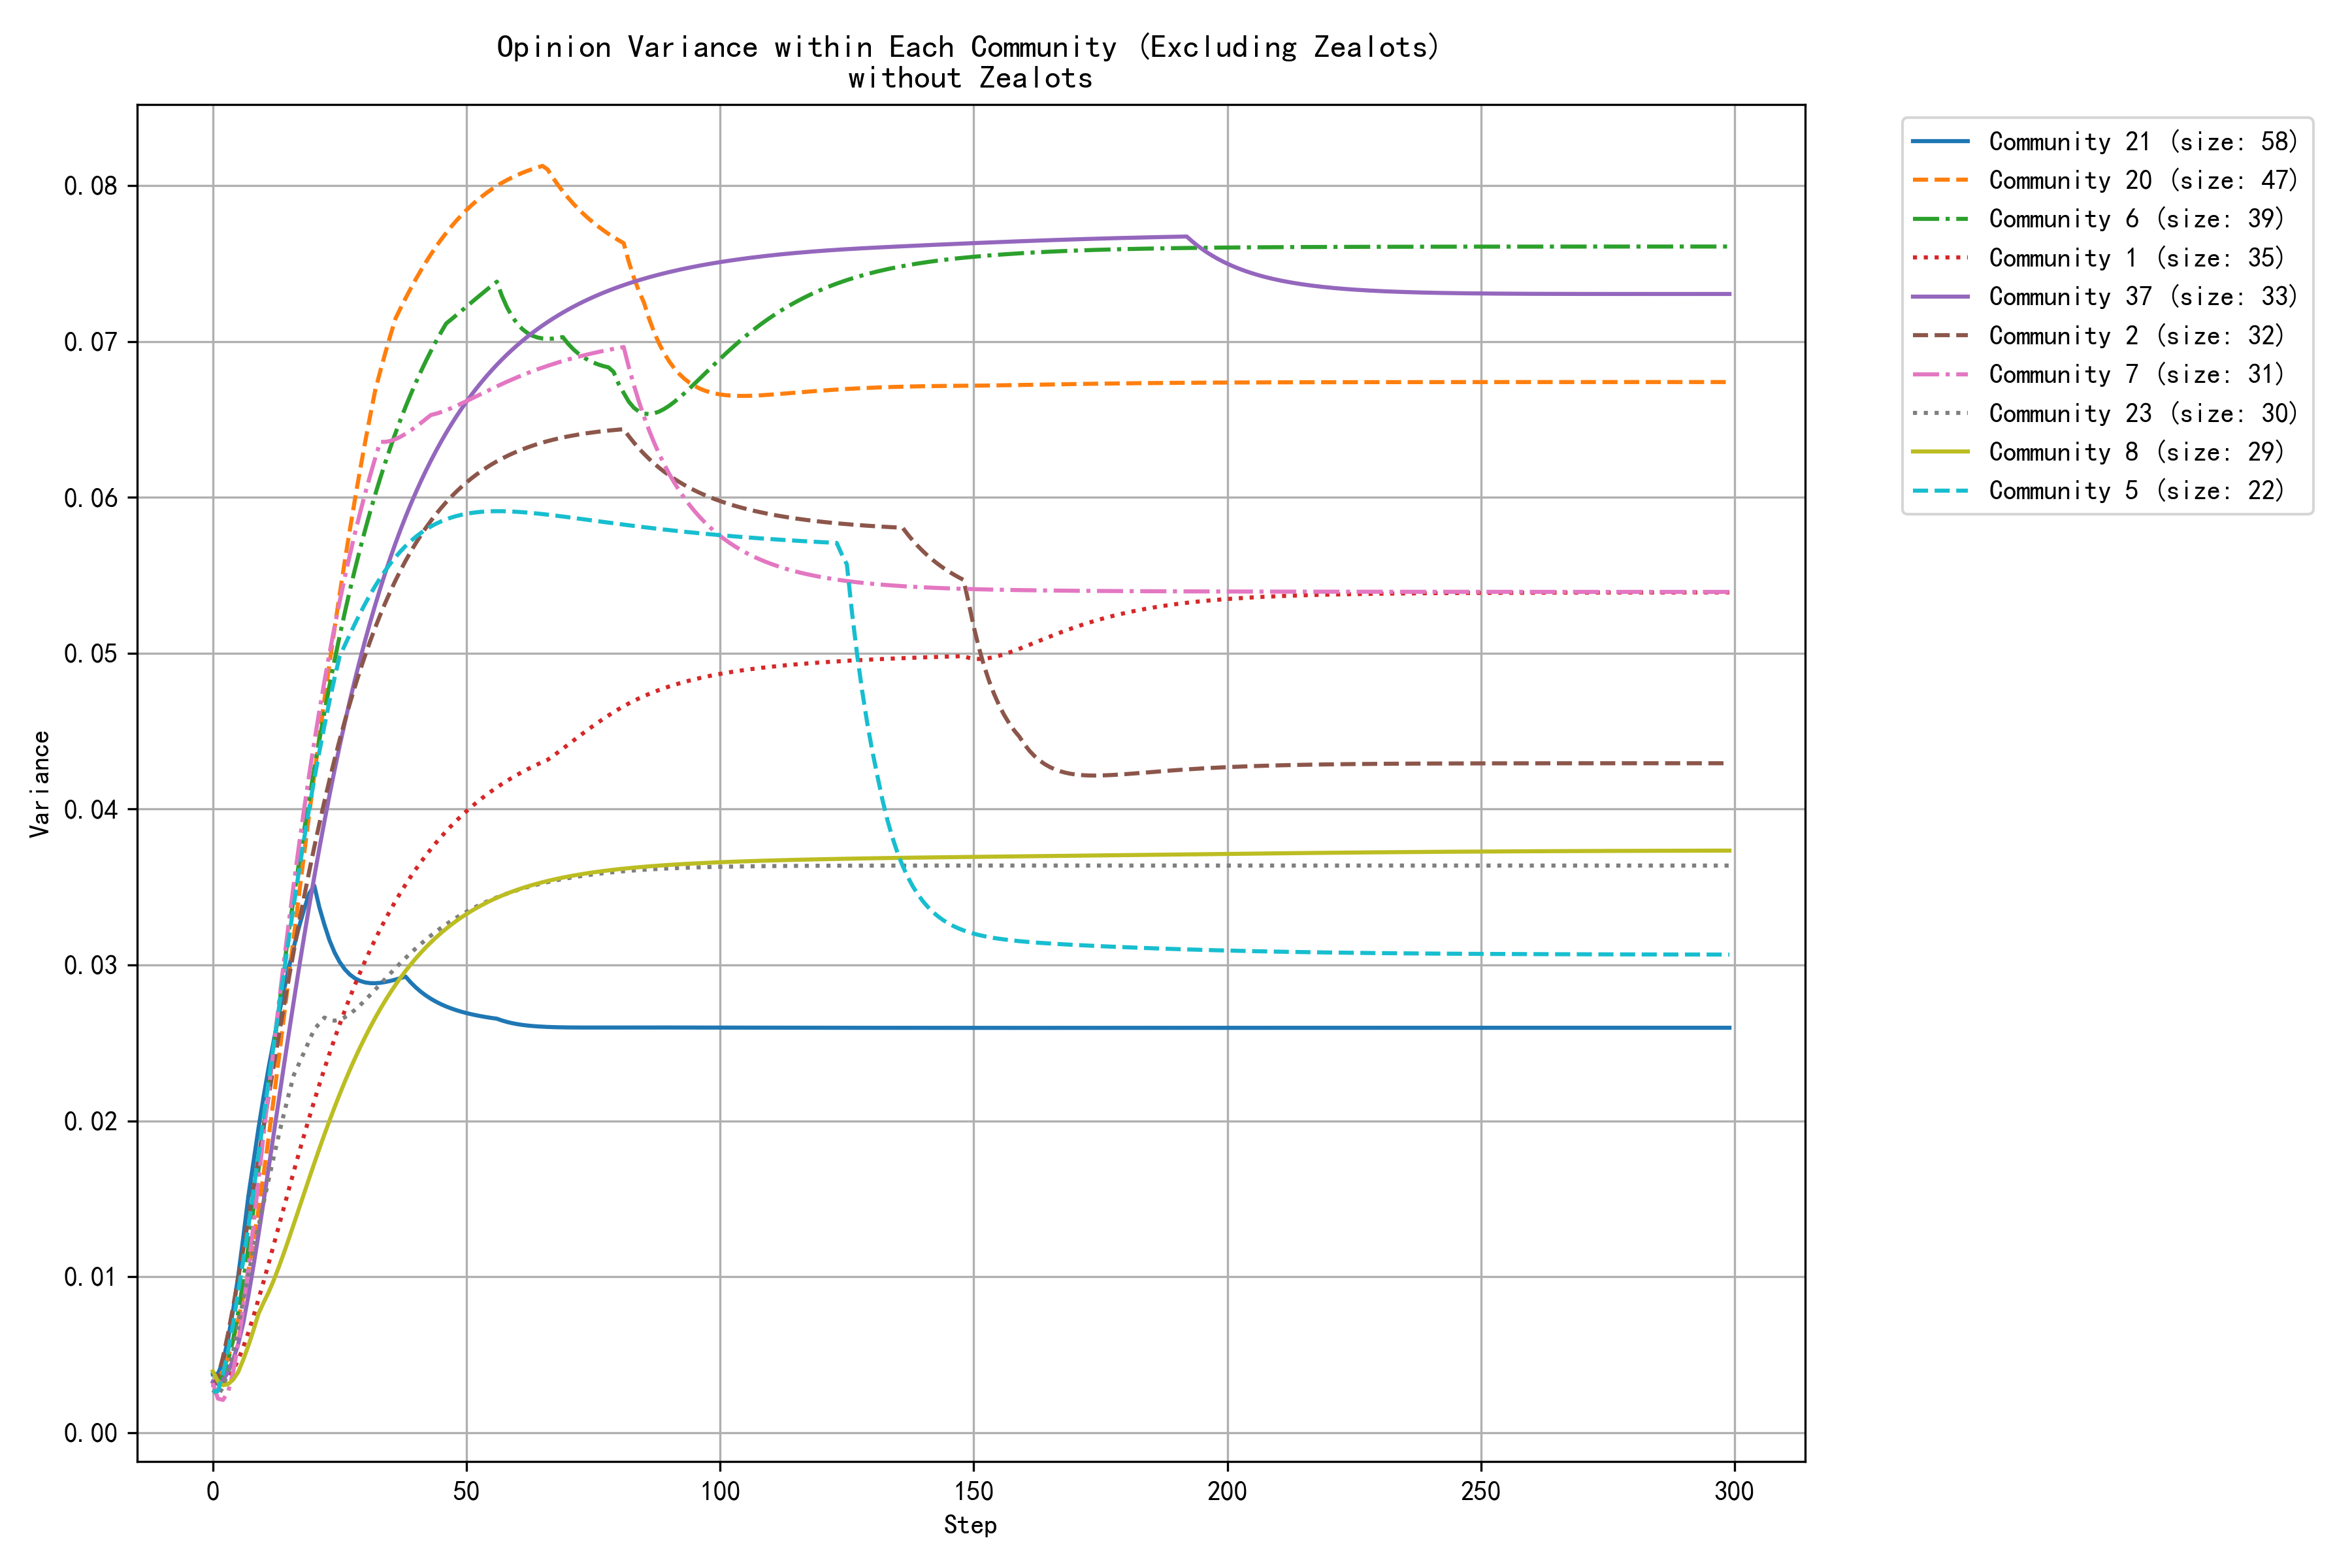 Opinion Variance within Each Community (Excluding Zealots)
without Zealots
Variance
0.08
0.07
0.06
0.05
0.04
0.03
0.02
0.01
0.00
0 50 100 150 200 250 300
Step
Community 21 (size: 58)
Community 20 (size: 47)
Community 6 (size: 39)
Community 1 (size: 35)
Community 37 (size: 33)
Community 2 (size: 32)
Community 7 (size: 31)
Community 23 (size: 30)
Community 8 (size: 29)
Community 5 (size: 22)